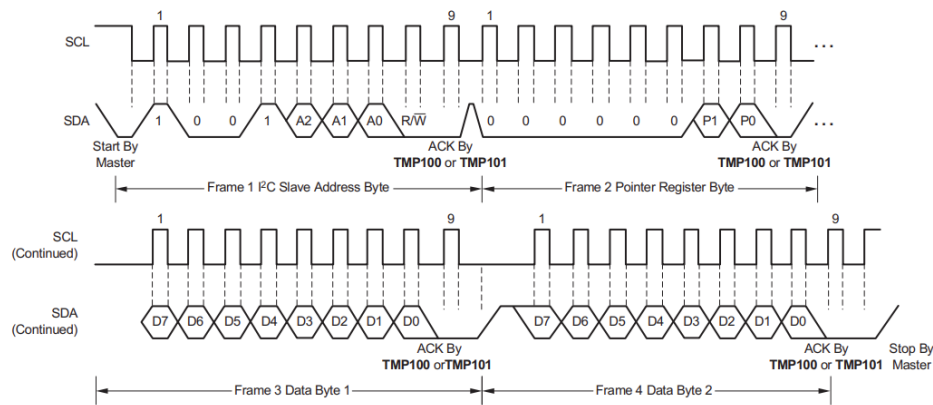 1 9 1 9
SCL ...
SDA 1 0 0 1 A2 A1 A0 R/W̅ 0 0 0 0 0 0 P1 P0 ...
Start By
Master
ACK By
TMP100 or TMP101
ACK By
TMP100 or TMP101
Frame 1 I²C Slave Address Byte
Frame 2 Pointer Register Byte
1 9 1 9
SCL
(Continued)
SDA
(Continued)
D7 D6 D5 D4 D3 D2 D1 D0 D7 D6 D5 D4 D3 D2 D1 D0
ACK By
TMP100 orTMP101
ACK By
TMP100 or TMP101
Stop By
Master
Frame 3 Data Byte 1
Frame 4 Data Byte 2